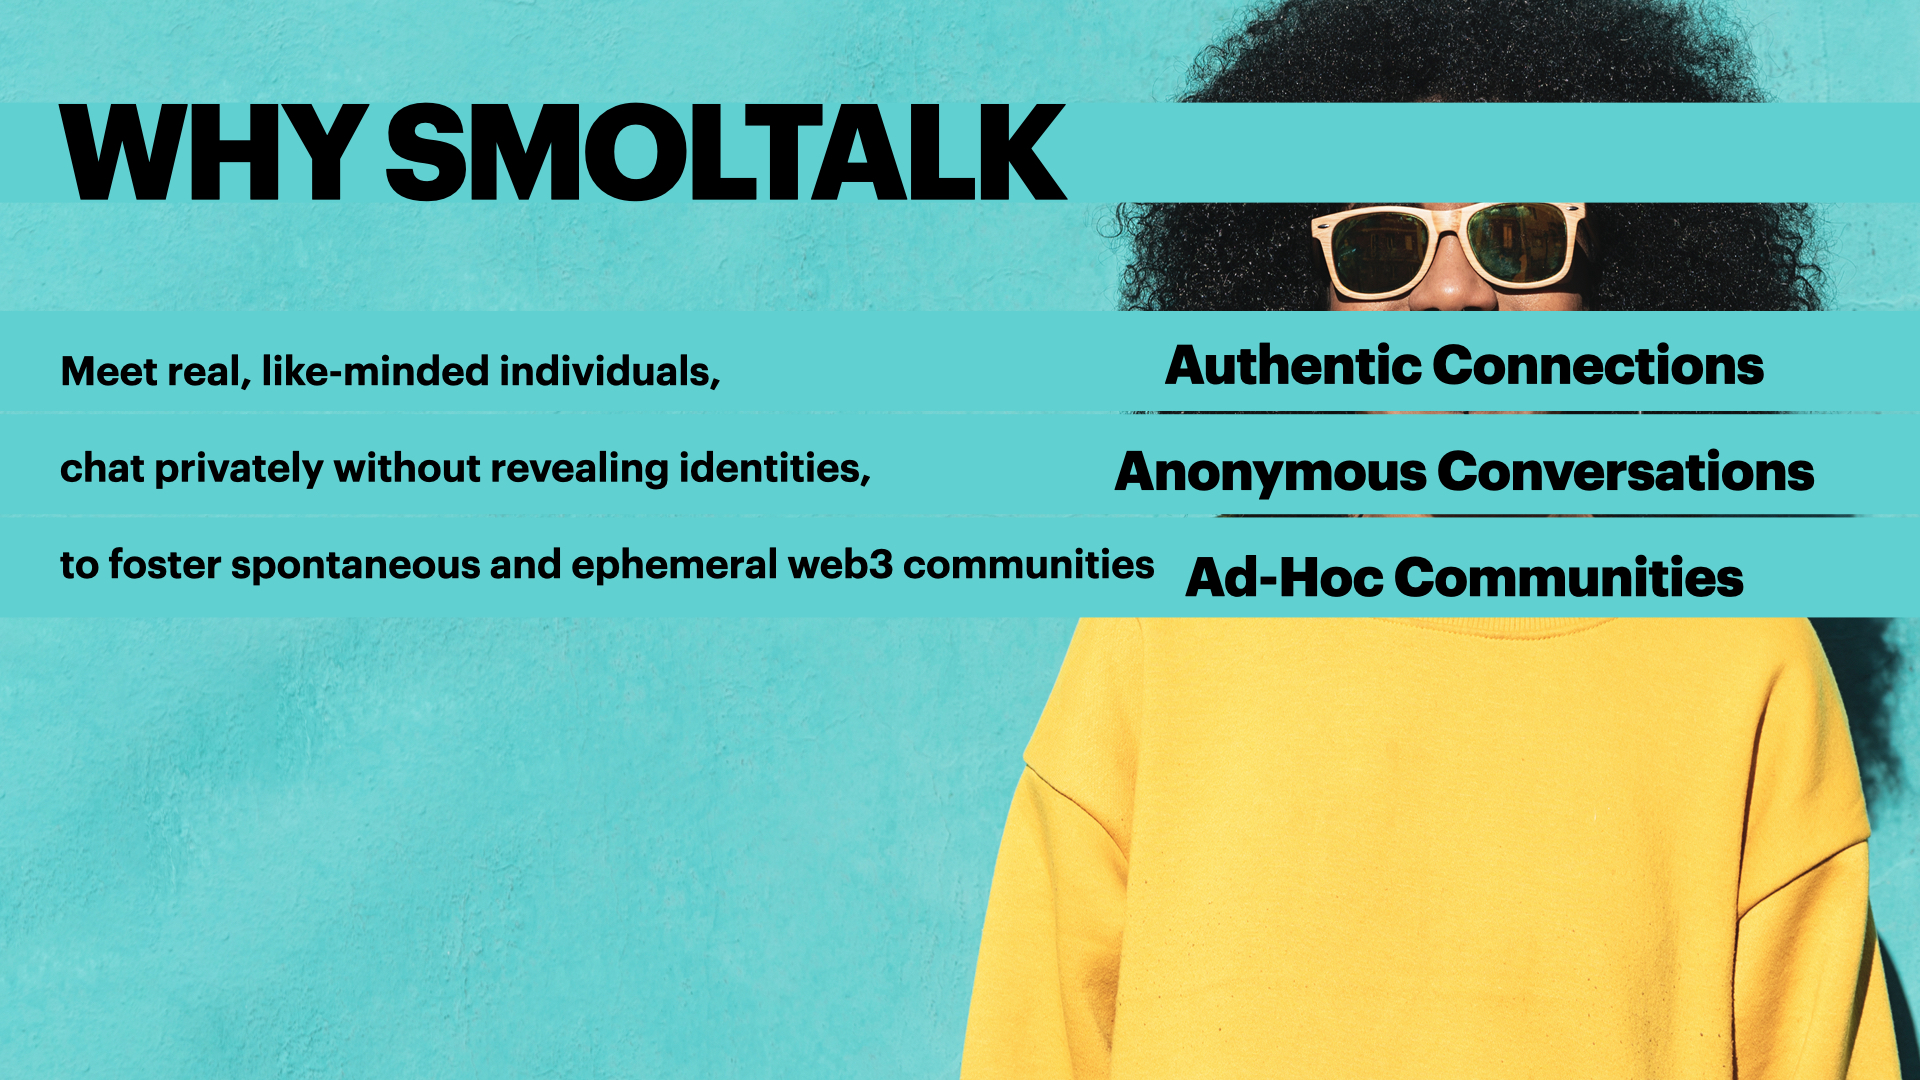 WHY SMOLTALK
Meet real, like-minded individuals,
Authentic Connections
chat privately without revealing identities,
Anonymous Conversations
to foster spontaneous and ephemeral web3 communities
Ad-Hoc Communities